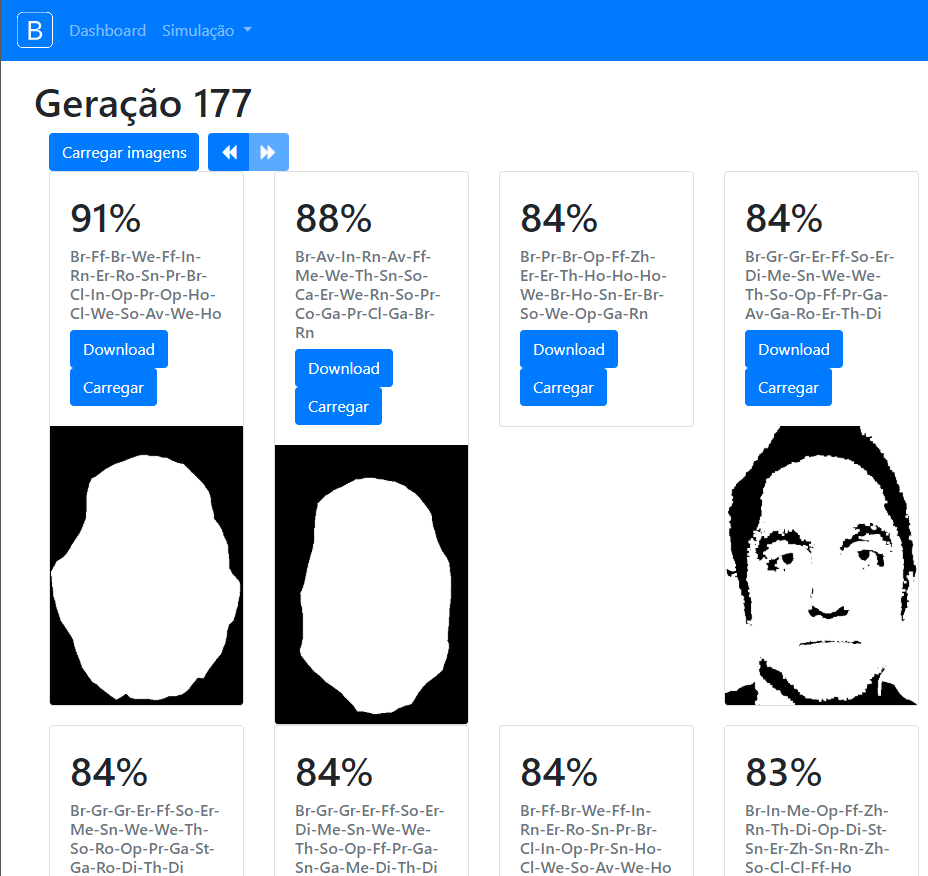 B Dashboard Simulação
Geração 177
Carregar imagens
91%
Br-Ff-Br-We-Ff-In-
Rn-Er-Ro-Sn-Pr-Br-
Cl-In-Op-Pr-Op-Ho-
Cl-We-So-Av-We-Ho
Download
Carregar
88%
Br-Av-In-Rn-Av-Ff-
Me-We-Th-Sn-So-
Ca-Er-We-Rn-So-Pr-
Co-Ga-Pr-Cl-Ga-Br-
Rn
Download
Carregar
84%
Br-Pr-Br-Op-Ff-Zh-
Er-Er-Th-Ho-Ho-Ho-
We-Br-Ho-Sn-Er-Br-
So-We-Op-Ga-Rn
Download
Carregar
84%
Br-Gr-Gr-Er-Ff-So-Er-
Di-Me-Sn-We-We-
Th-So-Op-Ff-Pr-Ga-
Av-Ga-Ro-Er-Th-Di
Download
Carregar
84%
Br-Gr-Gr-Er-Ff-So-Er-
Me-Sn-We-We-Th-
So-Ro-Op-Pr-Ga-St-
Ga-Ro-Di-Th-Di
84%
Br-Gr-Gr-Er-Ff-So-Er-
Di-Me-Sn-We-We-
Th-So-Op-Ff-Pr-Ga-
Sn-Ga-Me-Di-Th-Di
84%
Br-Ff-Br-We-Ff-In-
Rn-Er-Ro-Sn-Pr-Br-
Cl-In-Op-Pr-Sn-Ho-
Cl-We-So-Av-We-Ho
83%
Br-In-Me-Op-Ff-Zh-
Rn-Th-Di-Op-Di-St-
Sn-Er-Zh-Sn-Rn-Zh-
So-Cl-Cl-Ff-Ho